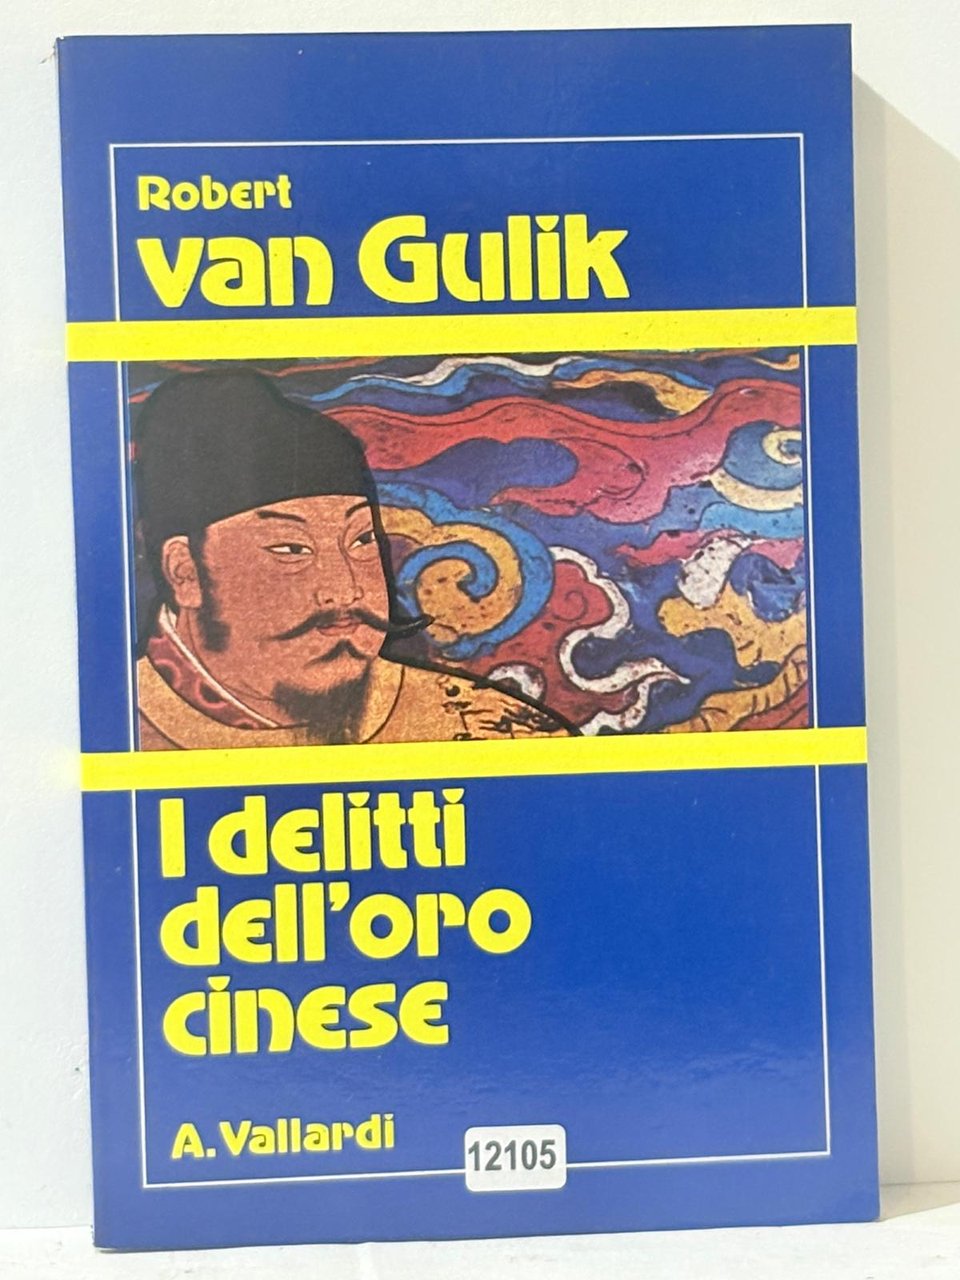 Robert
van Gulik
I delitti
dell'oro
cinese
A. Vallardi
12105